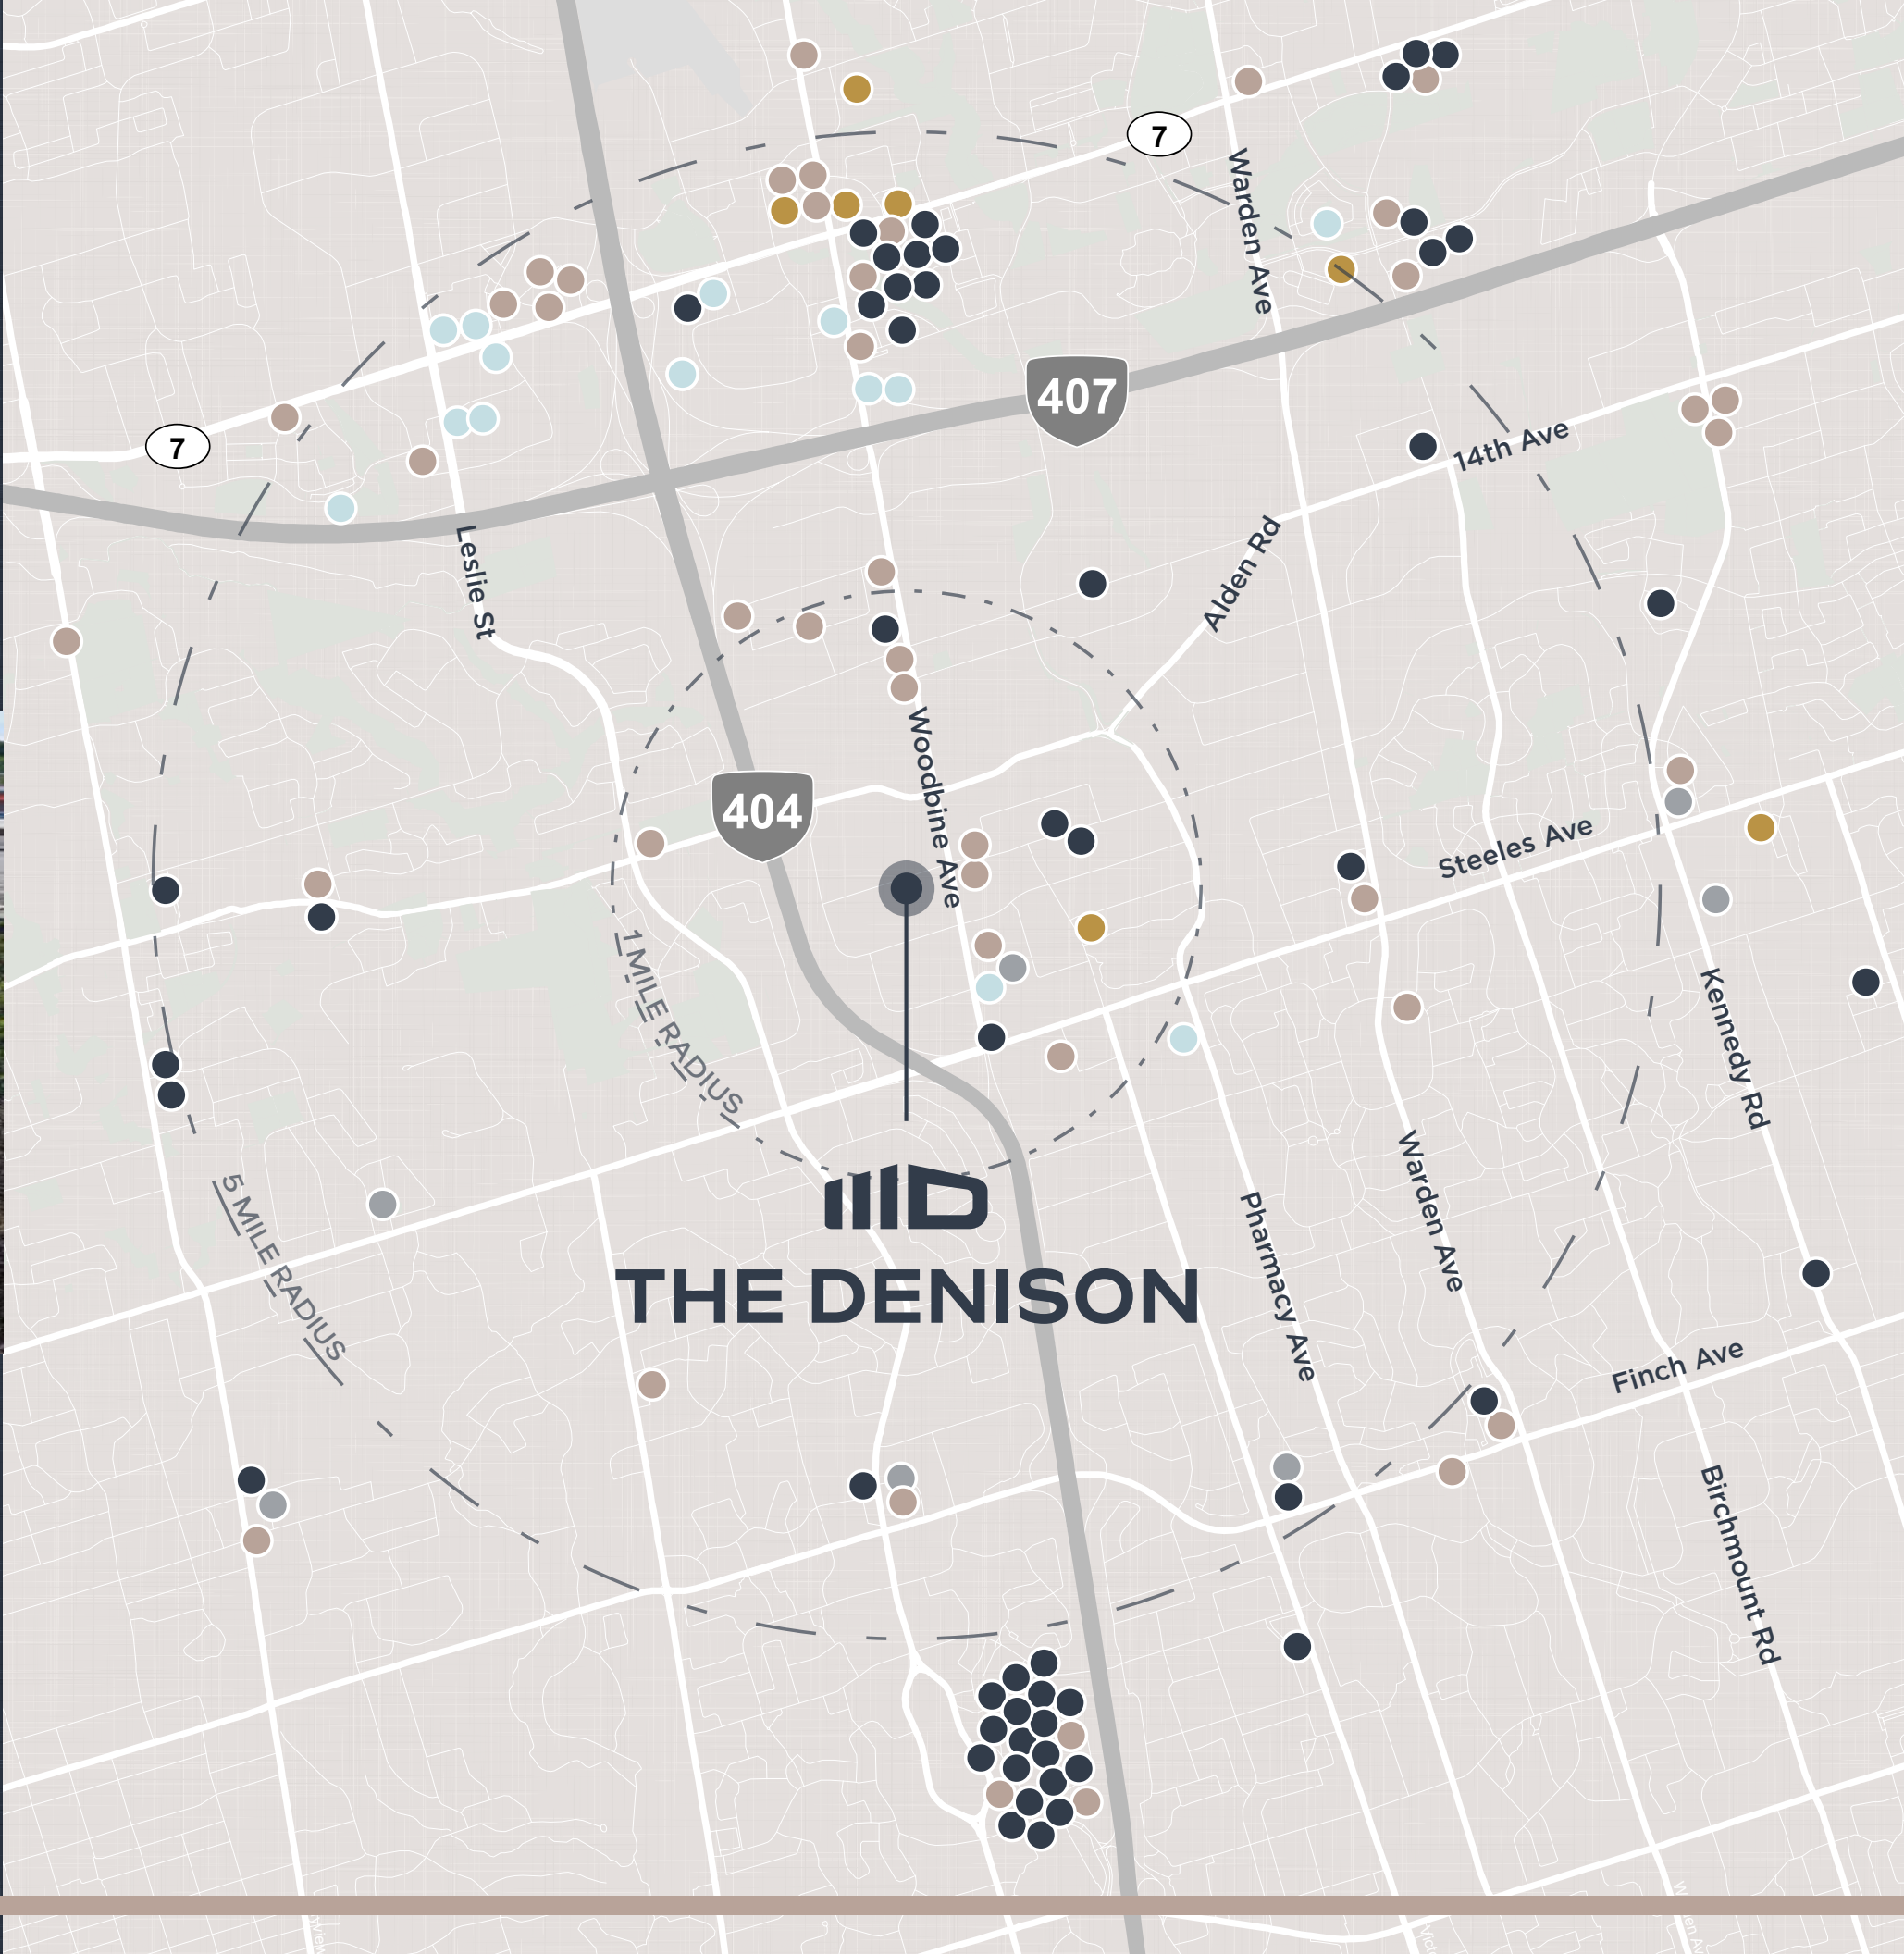 7
Warden Ave
407
7
14th Ave
Leslie St
Alden Rd
Woodbine Ave
404
Steeles Ave
1 MILE RADIUS
Kennedy Rd
Warden Ave
5 MILE RADIUS
Pharmacy Ave
THE DENISON
Finch Ave
Birchmount Rd